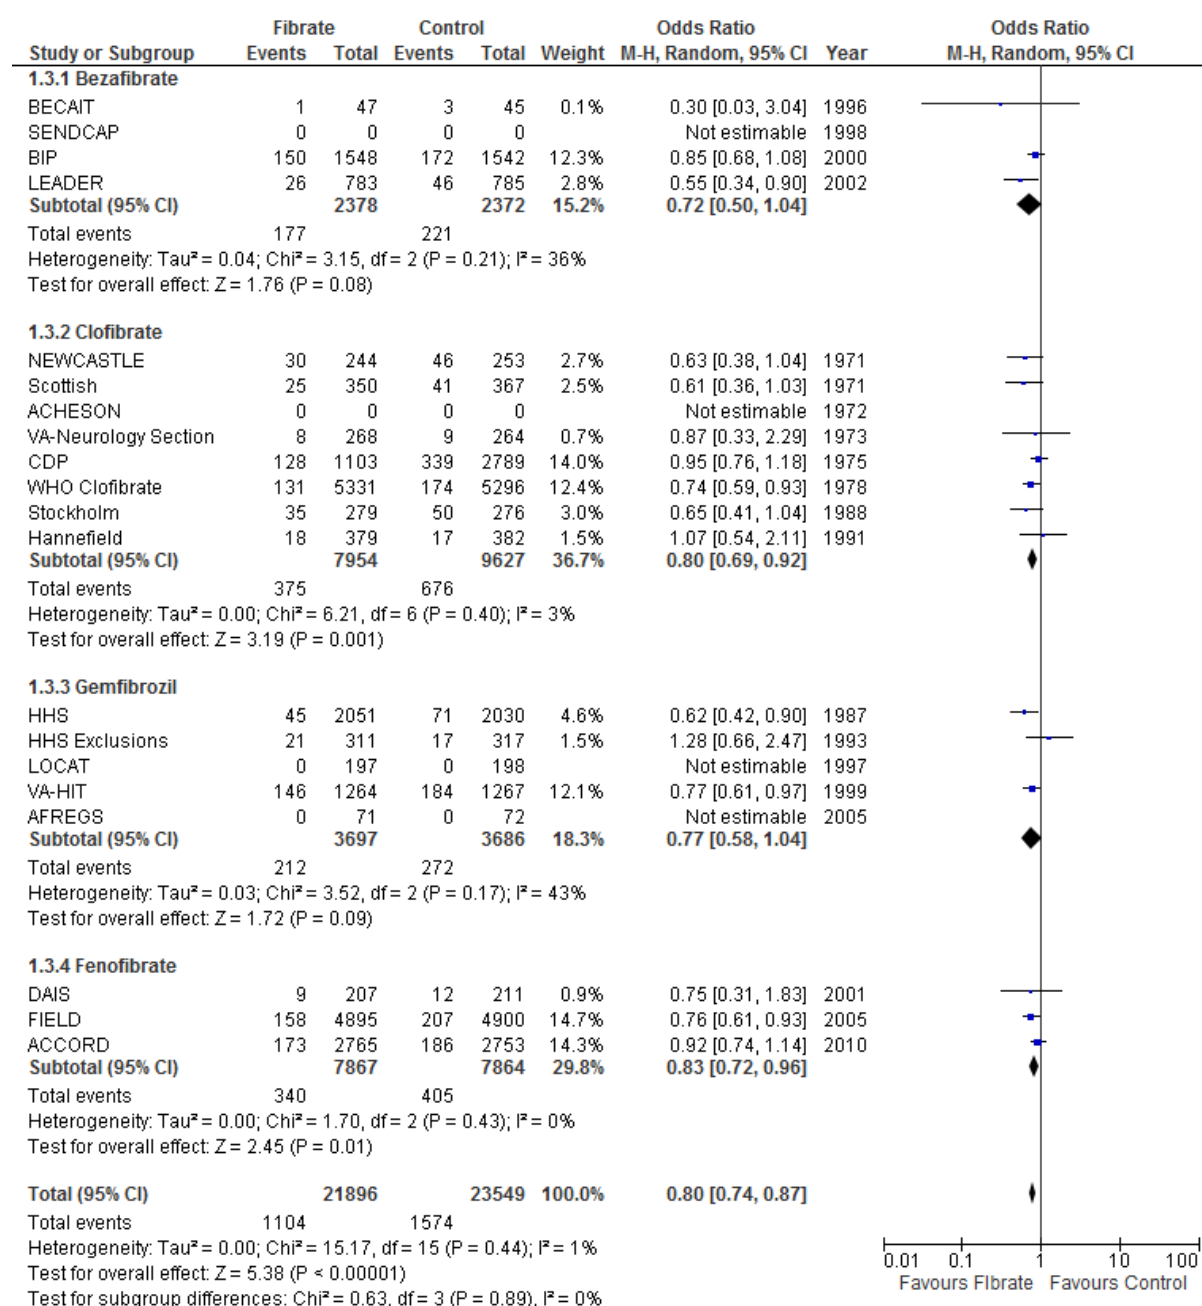 Fibrate Control Odds Ratio Odds Ratio
Study or Subgroup Events Total Events Total Weight M-H, Random, 95% CI Year M-H, Random, 95% CI
1.3.1 Bezafibrate
BECAIT 1 47 3 45 0.1% 0.30 [0.03, 3.04] 1996
SENDCAP 0 0 0 0 Not estimable 1998
BIP 150 1548 172 1542 12.3% 0.85 [0.68, 1.08] 2000
LEADER 26 783 46 785 2.8% 0.55 [0.34, 0.90] 2002
Subtotal (95% CI) 2378 2372 15.2% 0.72 [0.50, 1.04]
Total events 177 221
Heterogeneity: Tau² = 0.04; Chi² = 3.15, df = 2 (P = 0.21); I² = 36%
Test for overall effect: Z = 1.76 (P = 0.08)
1.3.2 Clofibrate
NEWCASTLE 30 244 46 253 2.7% 0.63 [0.38, 1.04] 1971
Scottish 25 350 41 367 2.5% 0.61 [0.36, 1.03] 1971
ACHESON 0 0 0 0 Not estimable 1972
VA-Neurology Section 8 268 9 264 0.7% 0.87 [0.33, 2.29] 1973
CDP 128 1103 339 2789 14.0% 0.95 [0.76, 1.18] 1975
WHO Clofibrate 131 5331 174 5296 12.4% 0.74 [0.59, 0.93] 1978
Stockholm 35 279 50 276 3.0% 0.65 [0.41, 1.04] 1988
Hannefield 18 379 17 382 1.5% 1.07 [0.54, 2.11] 1991
Subtotal (95% CI) 7954 9627 36.7% 0.80 [0.69, 0.92]
Total events 375 676
Heterogeneity: Tau² = 0.00; Chi² = 6.21, df = 6 (P = 0.40); I² = 3%
Test for overall effect: Z = 3.19 (P = 0.001)
1.3.3 Gemfibrozil
HHS 45 2051 71 2030 4.6% 0.62 [0.42, 0.90] 1987
HHS Exclusions 21 311 17 317 1.5% 1.28 [0.66, 2.47] 1993
LOCAT 0 197 0 198 Not estimable 1997
VA-HIT 146 1264 184 1267 12.1% 0.77 [0.61, 0.97] 1999
AFREGS 0 71 0 72 Not estimable 2005
Subtotal (95% CI) 3697 3686 18.3% 0.77 [0.58, 1.04]
Total events 212 272
Heterogeneity: Tau² = 0.03; Chi² = 3.52, df = 2 (P = 0.17); I² = 43%
Test for overall effect: Z = 1.72 (P = 0.09)
1.3.4 Fenofibrate
DAIS 9 207 12 211 0.9% 0.75 [0.31, 1.83] 2001
FIELD 158 4895 207 4900 14.7% 0.76 [0.61, 0.93] 2005
ACCORD 173 2765 186 2753 14.3% 0.92 [0.74, 1.14] 2010
Subtotal (95% CI) 7867 7864 29.8% 0.83 [0.72, 0.96]
Total events 340 405
Heterogeneity: Tau² = 0.00; Chi² = 1.70, df = 2 (P = 0.43); I² = 0%
Test for overall effect: Z = 2.45 (P = 0.01)
Total (95% CI) 21896 23549 100.0% 0.80 [0.74, 0.87]
Total events 1104 1574
Heterogeneity: Tau² = 0.00; Chi² = 15.17, df = 15 (P = 0.44); I² = 1%
Test for overall effect: Z = 5.38 (P < 0.00001)
Test for subgroup differences: Chi² = 0.63, df = 3 (P = 0.89), I² = 0%
0.01 0.1 1 10 100
Favours FIbrate Favours Control